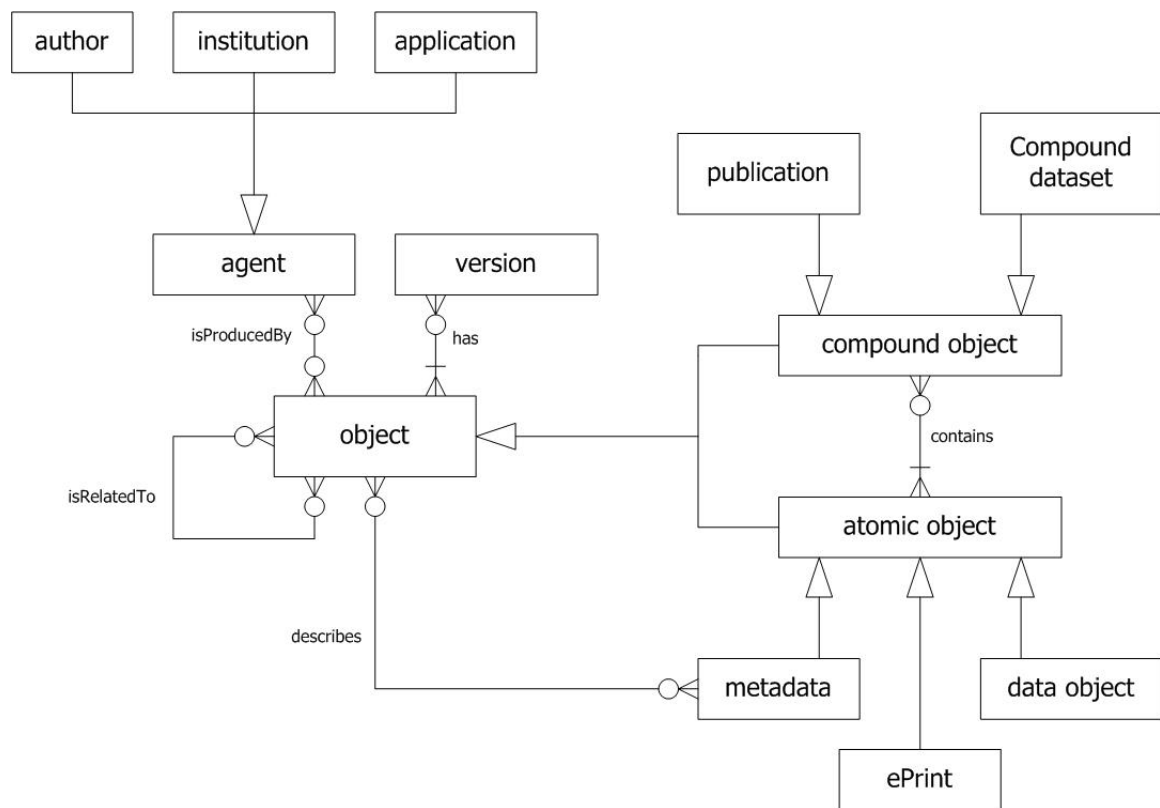 author
institution
application
publication
Compound
dataset
agent
version
isProducedBy
has
compound object
object
contains
isRelatedTo
atomic object
describes
metadata
data object
ePrint